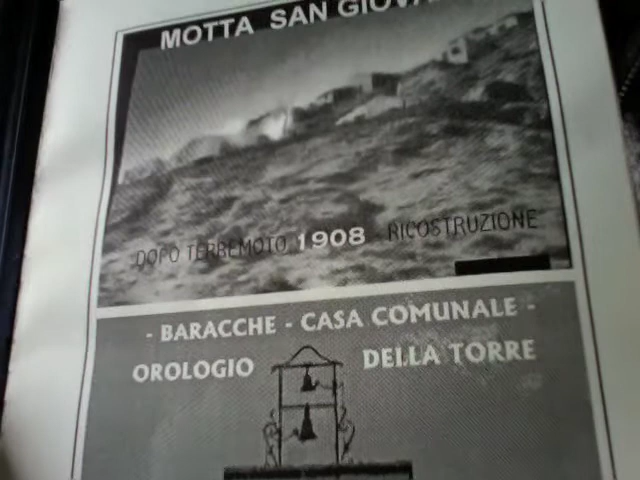 MOTTA SAN GIOVA
DOPO TERREMOTO 1908 RICOSTRUZIONE
- BARACCHE - CASA COMUNALE -
OROLOGIO DELLA TORRE